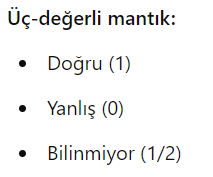 Üç-değerli mantık:
• Doğru (1)
• Yanlış (0)
• Bilinmiyor (1/2)